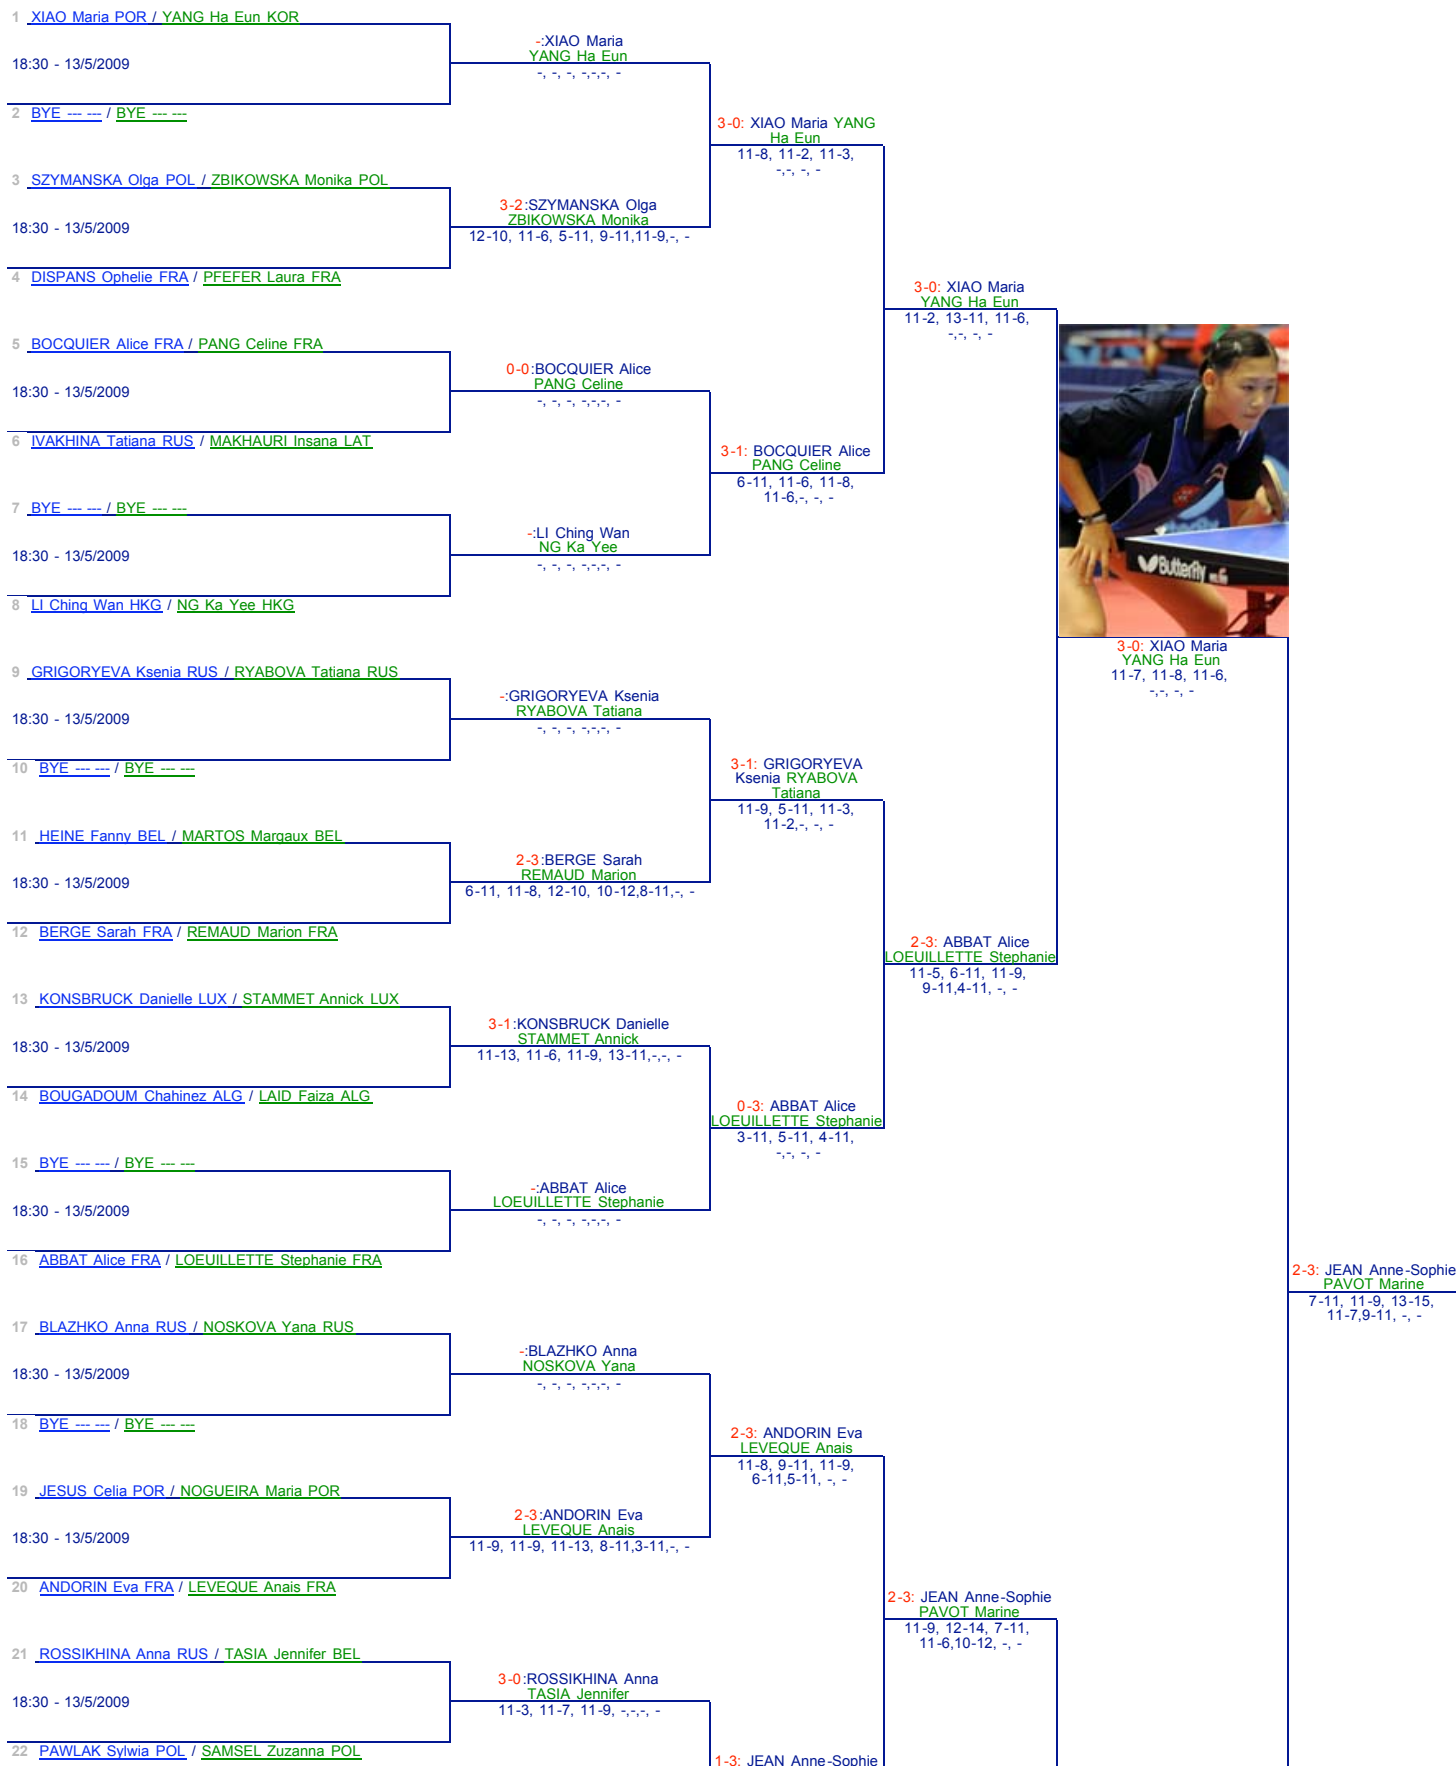 1 XIAO Maria POR / YANG Ha Eun KOR
18:30 - 13/5/2009
2 BYE --- --- / BYE --- ---
3 SZYMANSKA Olga POL / ZBIKOWSKA Monika POL
18:30 - 13/5/2009
4 DISPANS Ophelie FRA / PFEFER Laura FRA
5 BOCQUIER Alice FRA / PANG Celine FRA
18:30 - 13/5/2009
6 IVAKHINA Tatiana RUS / MAKHAURI Insana LAT
7 BYE --- --- / BYE --- ---
18:30 - 13/5/2009
8 LI Ching Wan HKG / NG Ka Yee HKG
9 GRIGORYEVA Ksenia RUS / RYABOVA Tatiana RUS
18:30 - 13/5/2009
10 BYE --- --- / BYE --- ---
11 HEINE Fanny BEL / MARTOS Margaux BEL
18:30 - 13/5/2009
12 BERGE Sarah FRA / REMAUD Marion FRA
13 KONSBRUCK Danielle LUX / STAMMET Annick LUX
18:30 - 13/5/2009
14 BOUGADOUM Chahinez ALG / LAID Faiza ALG
15 BYE --- --- / BYE --- ---
18:30 - 13/5/2009
16 ABBAT Alice FRA / LOEUILLETTE Stephanie FRA
17 BLAZHKO Anna RUS / NOSKOVA Yana RUS
18:30 - 13/5/2009
18 BYE --- --- / BYE --- ---
19 JESUS Celia POR / NOGUEIRA Maria POR
18:30 - 13/5/2009
20 ANDORIN Eva FRA / LEVEQUE Anais FRA
21 ROSSIKHINA Anna RUS / TASIA Jennifer BEL
18:30 - 13/5/2009
22 PAWLAK Sylwia POL / SAMSEL Zuzanna POL
-:XIAO Maria
YANG Ha Eun
-, -, -, -,-,-, -
3-2:SZYMANSKA Olga
ZBIKOWSKA Monika
12-10, 11-6, 5-11, 9-11,11-9,-, -
0-0:BOCQUIER Alice
PANG Celine
-, -, -, -,-,-, -
-:LI Ching Wan
NG Ka Yee
-, -, -, -,-,-, -
-:GRIGORYEVA Ksenia
RYABOVA Tatiana
-, -, -, -,-,-, -
2-3:BERGE Sarah
REMAUD Marion
6-11, 11-8, 12-10, 10-12,8-11,-, -
3-1:KONSBRUCK Danielle
STAMMET Annick
11-13, 11-6, 11-9, 13-11,-,-, -
-:ABBAT Alice
LOEUILLETTE Stephanie
-, -, -, -,-,-, -
-:BLAZHKO Anna
NOSKOVA Yana
-, -, -, -,-,-, -
2-3:ANDORIN Eva
LEVEQUE Anais
11-9, 11-9, 11-13, 8-11,3-11,-, -
3-0:ROSSIKHINA Anna
TASIA Jennifer
11-3, 11-7, 11-9, -,-,-, -
3-0: XIAO Maria YANG
Ha Eun
11-8, 11-2, 11-3,
-,-, -, -
3-1: BOCQUIER Alice
PANG Celine
6-11, 11-6, 11-8,
11-6,-, -, -
3-1: GRIGORYEVA
Ksenia RYABOVA
Tatiana
11-9, 5-11, 11-3,
11-2,-, -, -
0-3: ABBAT Alice
LOEUILLETTE Stephanie
3-11, 5-11, 4-11,
-,-, -, -
2-3: ANDORIN Eva
LEVEQUE Anais
11-8, 9-11, 11-9,
6-11,5-11, -, -
1-3: JEAN Anne-Sophie
3-0: XIAO Maria
YANG Ha Eun
11-2, 13-11, 11-6,
-,-, -, -
2-3: ABBAT Alice
LOEUILLETTE Stephanie
11-5, 6-11, 11-9,
9-11,4-11, -, -
2-3: JEAN Anne-Sophie
PAVOT Marine
11-9, 12-14, 7-11,
11-6,10-12, -, -
Butterfly
3-0: XIAO Maria
YANG Ha Eun
11-7, 11-8, 11-6,
-,-, -, -
2-3: JEAN Anne-Sophie
PAVOT Marine
7-11, 11-9, 13-15,
11-7,9-11, -, -